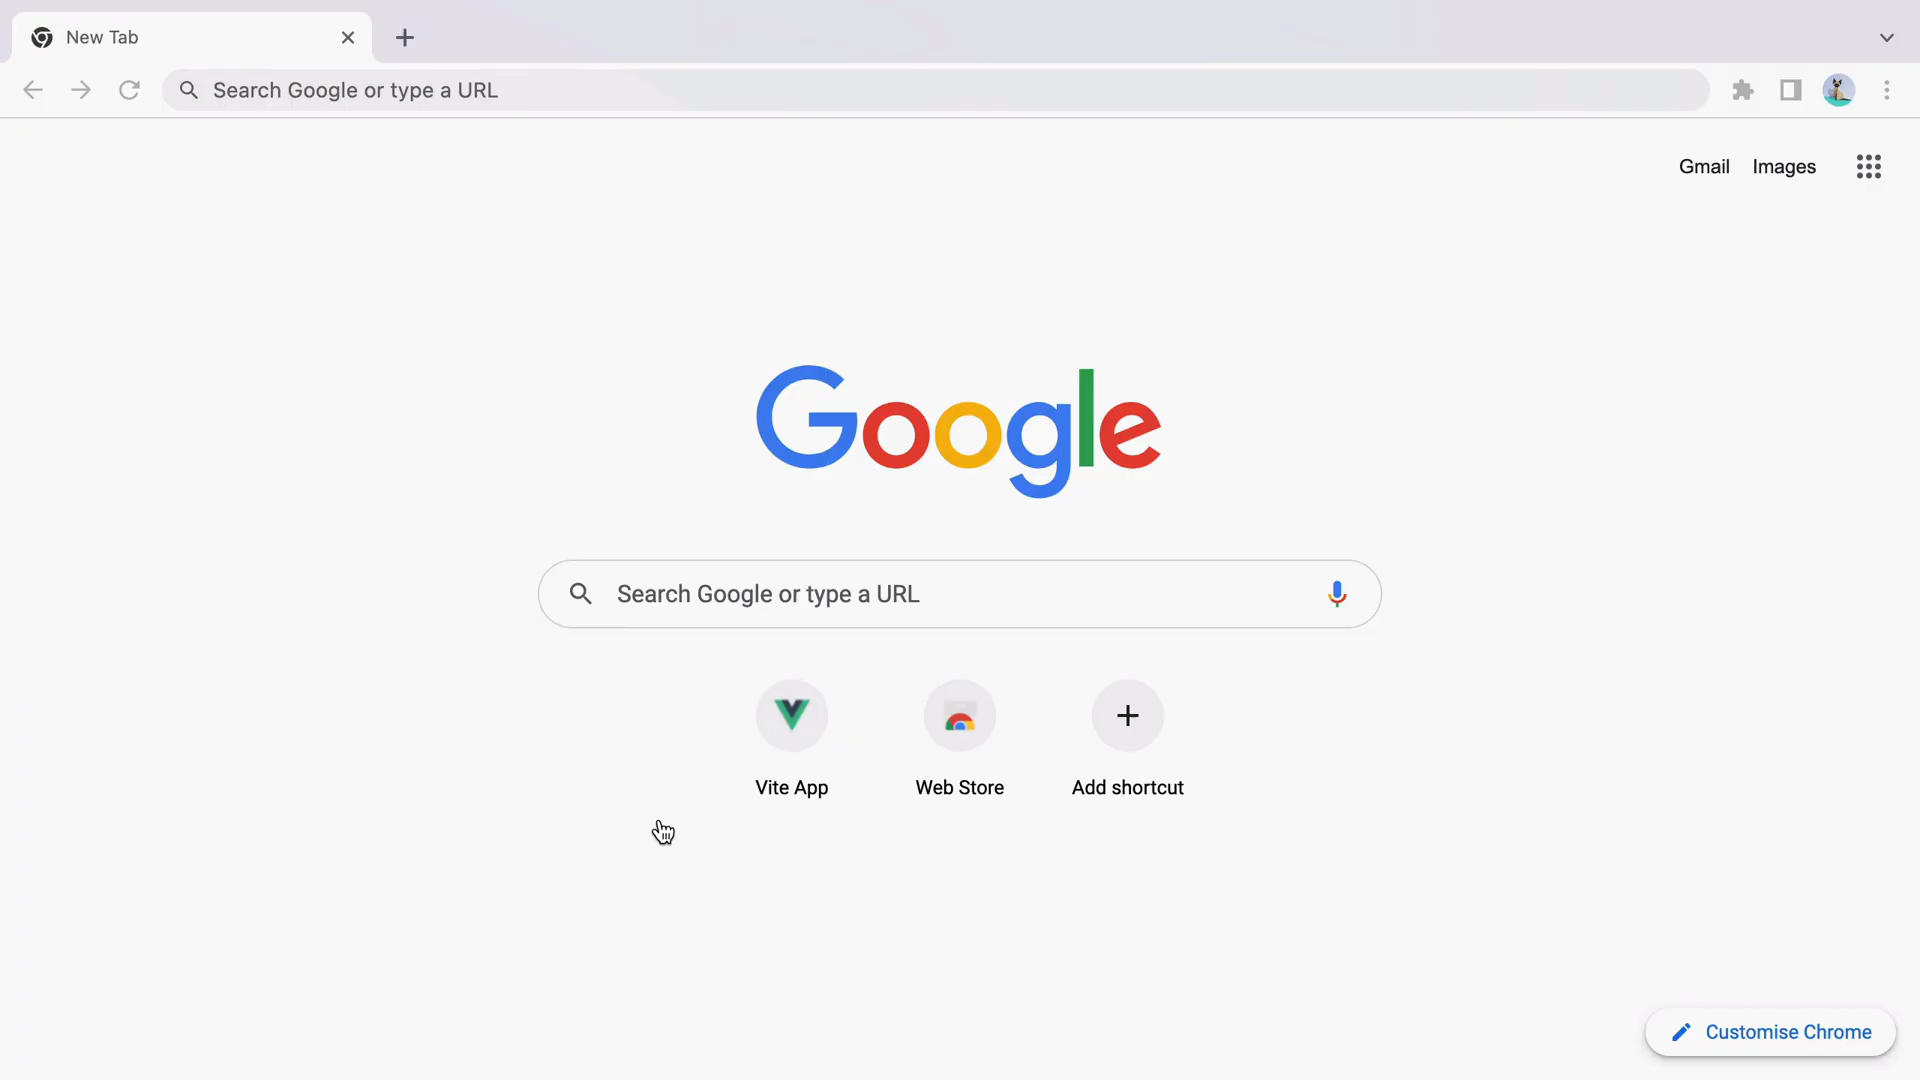 New Tab
Search Google or type a URL
Gmail Images
Google
Search Google or type a URL
Vite App Web Store Add shortcut
Customise Chrome